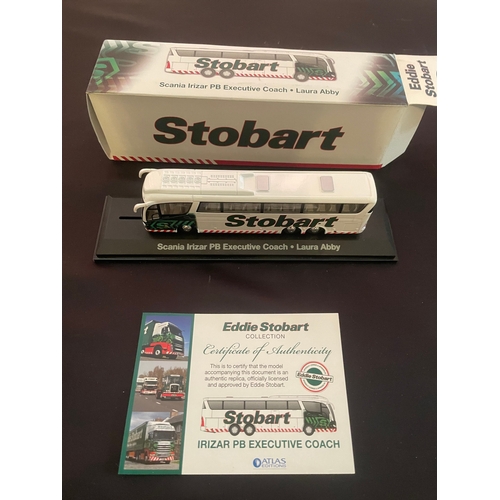 Stobart
Scania Irizar PB Executive Coach • Laura Abby
Eddie
Stobart
Stobart
Stobart
Scania Irizar PB Executive Coach • Laura Abby
Eddie Stobart
COLLECTION
Certificate of Authenticity
This is to certify that the model
accompanying this document is an
authentic replica, officially licensed
and approved by Eddie Stobart.
Eddie Stobart
Stobart
IRIZAR PB EXECUTIVE COACH
ATLAS
EDITIONS